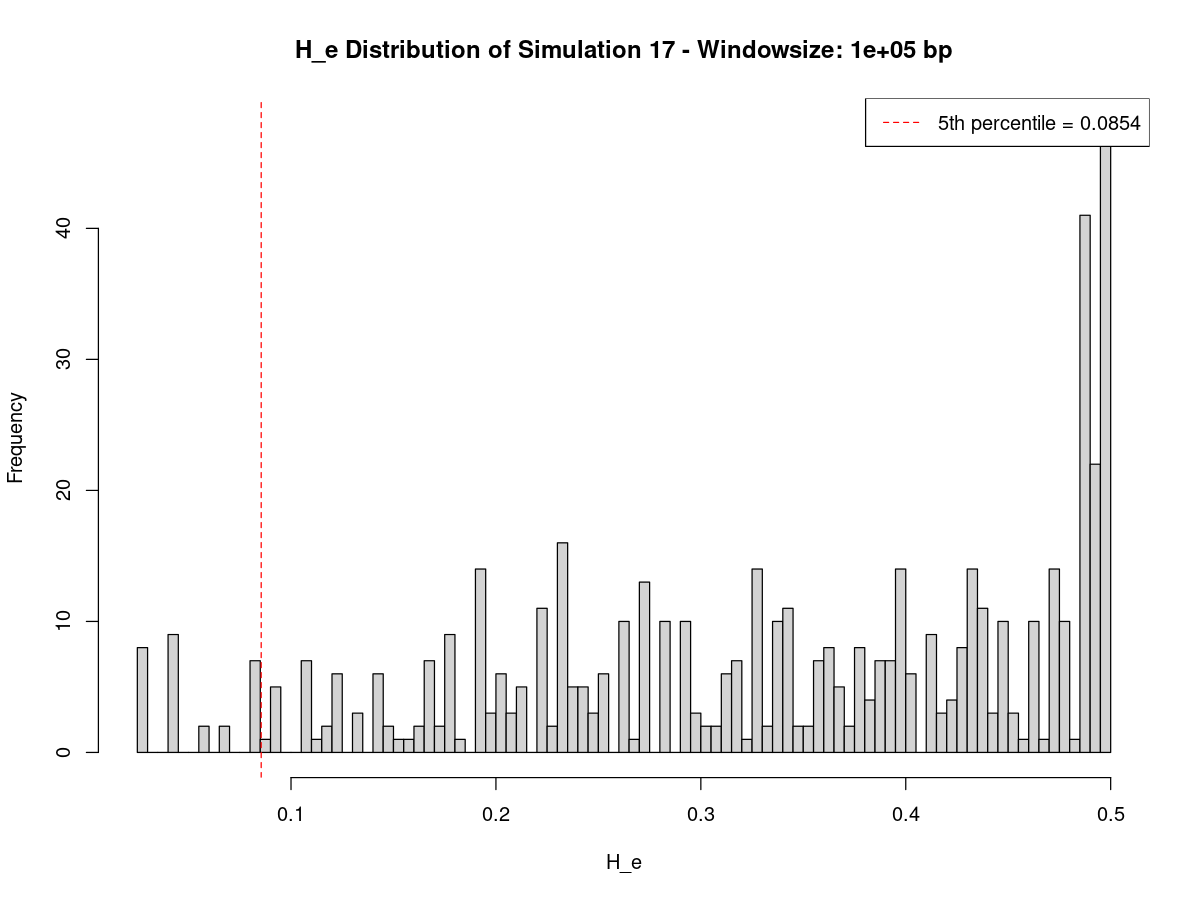 H_e Distribution of Simulation 17 - Windowsize: 1e+05 bp
5th percentile = 0.0854
Frequency
40
30
20
10
0
0.1 0.2 0.3 0.4 0.5
H_e